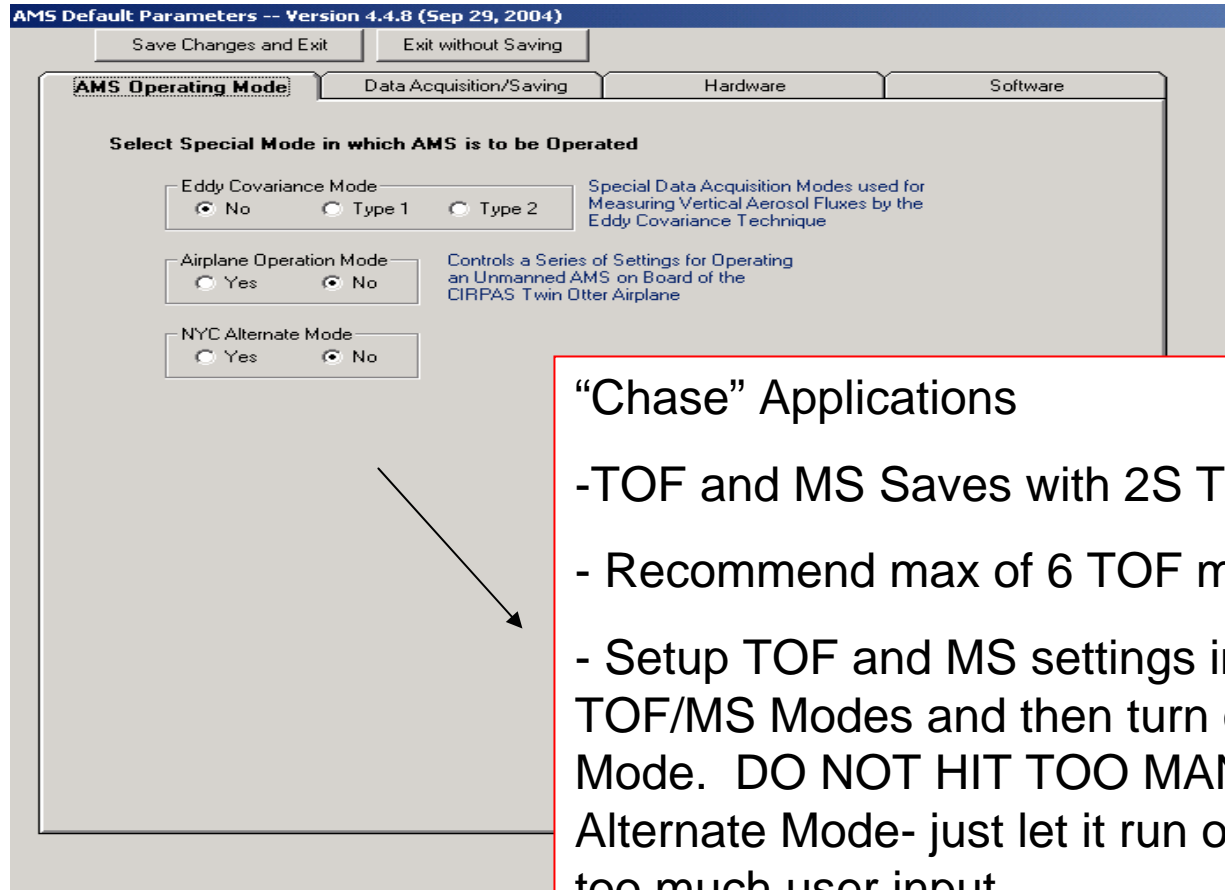 AMS Default Parameters -- Version 4.4.8 (Sep 29, 2004)
Save Changes and Exit
Exit without Saving
AMS Operating Mode
Data Acquisition/Saving
Hardware
Software
Select Special Mode in which AMS is to be Operated
Eddy Covariance Mode
No Type 1 Type 2
Special Data Acquisition Modes used for
Measuring Vertical Aerosol Fluxes by the
Eddy Covariance Technique
Airplane Operation Mode
Yes No
Controls a Series of Settings for Operating
an Unmanned AMS on Board of the
CIRPAS Twin Otter Airplane
NYC Alternate Mode
Yes No
“Chase” Applications
-TOF and MS Saves with 2S
- Recommend max of 6 TOF
- Setup TOF and MS settings
TOF/MS Modes and then turn
Mode. DO NOT HIT TOO
Alternate Mode- just let it run
too much user input